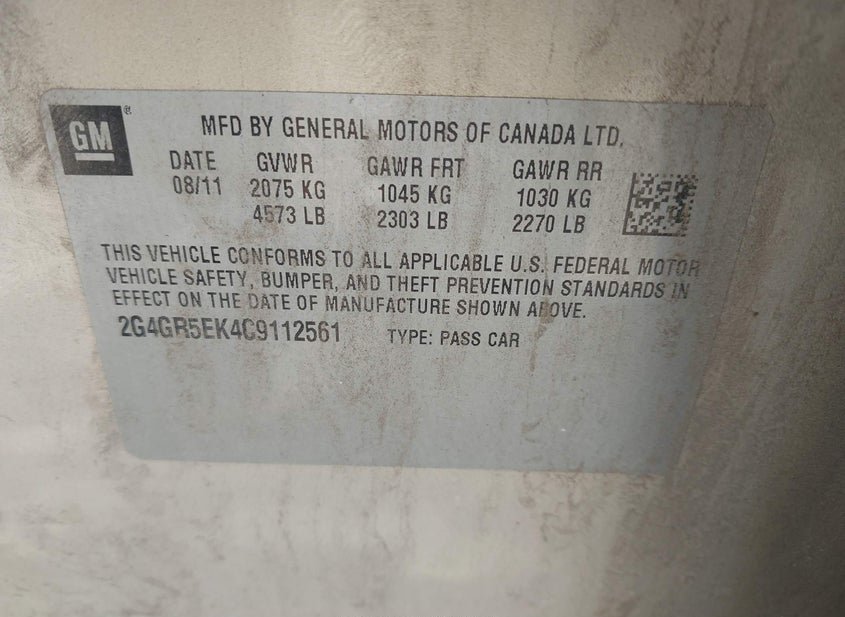 GM ®
MFD BY GENERAL MOTORS OF CANADA LTD.
DATE GVWR GAWR FRT GAWR RR
08/11 2075 KG 1045 KG 1030 KG
4573 LB 2303 LB 2270 LB
THIS VEHICLE CONFORMS TO ALL APPLICABLE U.S. FEDERAL MOTOR
VEHICLE SAFETY, BUMPER, AND THEFT PREVENTION STANDARDS IN
EFFECT ON THE DATE OF MANUFACTURE SHOWN ABOVE.
2G4GR5EK4C9112561 TYPE: PASS CAR